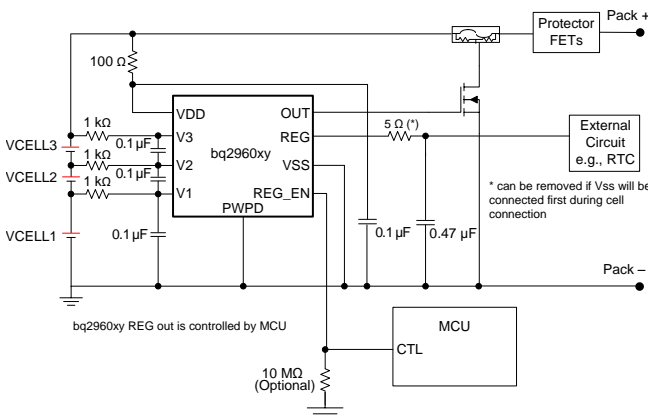 Protector
FETs
Pack +
100 Ω
VDD
OUT
1 kΩ
V3
REG
5 Ω (*)
External
Circuit
e.g., RTC
VCELL3
0.1 µF
1 kΩ
V2
bq2960xy
VSS
VCELL2
0.1 µF
1 kΩ
V1
REG_EN
* can be removed if Vss will be
connected first during cell
connection
VCELL1
0.1 µF
PWPD
0.1 µF
0.47 µF
Pack –
bq2960xy REG out is controlled by MCU
MCU
CTL
10 MΩ
(Optional)